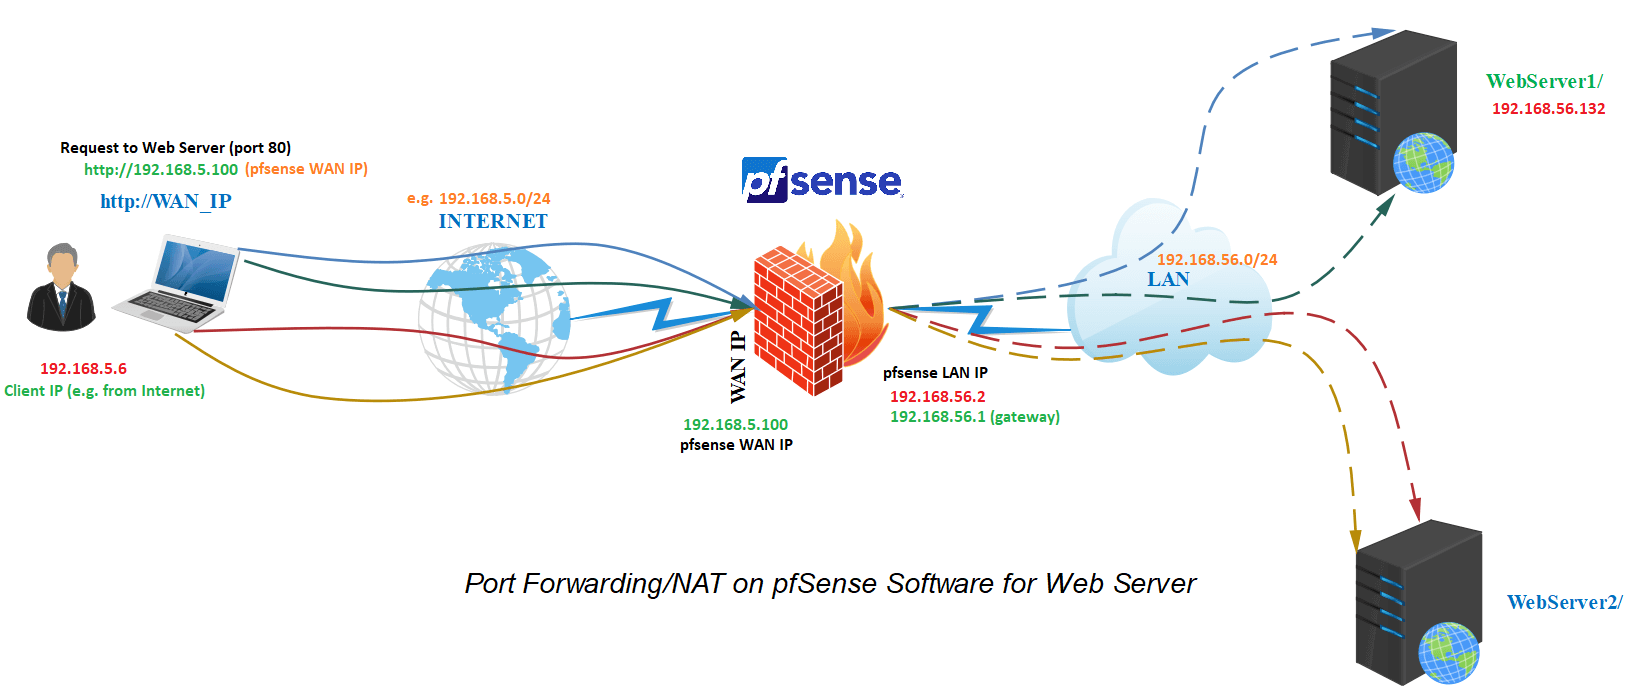 Request to Web Server (port 80)
http://192.168.5.100 (pfsense WAN IP)
http://WAN_IP
192.168.5.6
Client IP (e.g. from Internet)
e.g. 192.168.5.0/24
INTERNET
pfsense
WAN IP
192.168.5.100
pfsense WAN IP
pfsense LAN IP
192.168.56.2
192.168.56.1 (gateway)
192.168.56.0/24
LAN
WebServer1/
192.168.56.132
WebServer2/
Port Forwarding/NAT on pfSense Software for Web Server